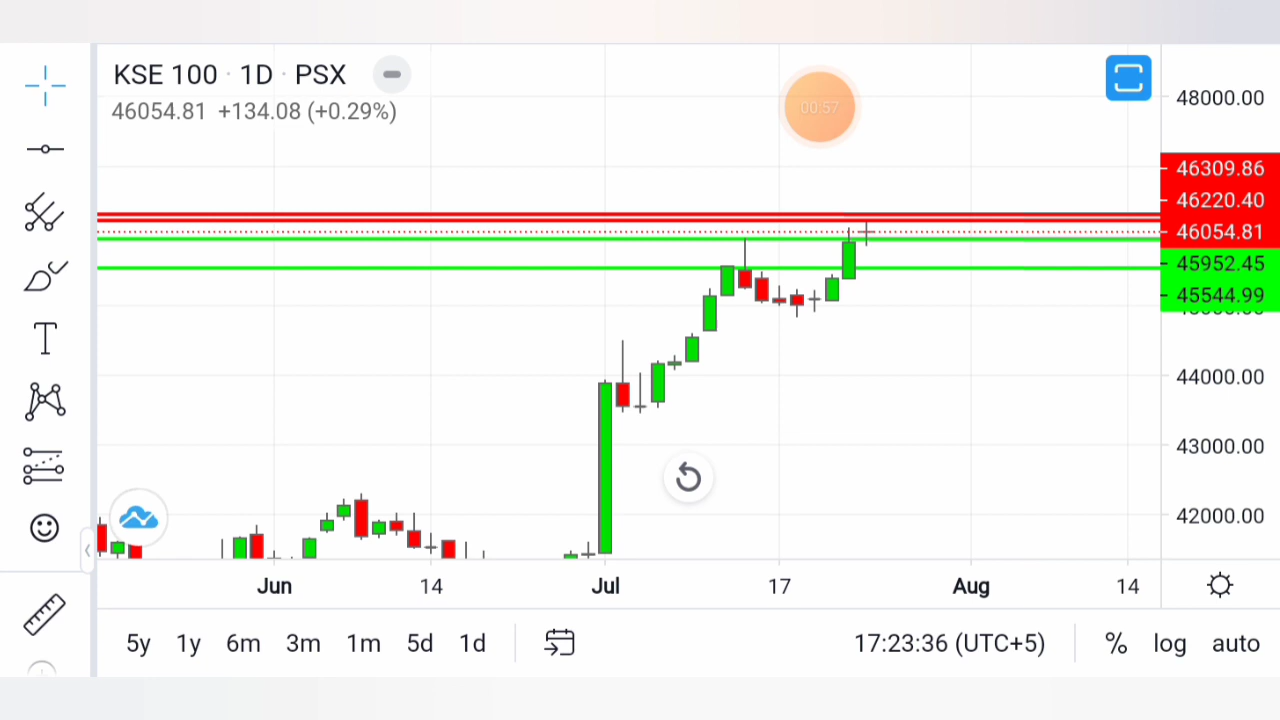 KSE 100 · 1D · PSX
46054.81 +134.08 (+0.29%)
00:57
48000.00
46309.86
46220.40
46054.81
45952.45
45544.99
44000.00
43000.00
42000.00
Jun 14 Jul 17 Aug 14
5y 1y 6m 3m 1m 5d 1d 17:23:36 (UTC+5) % log auto